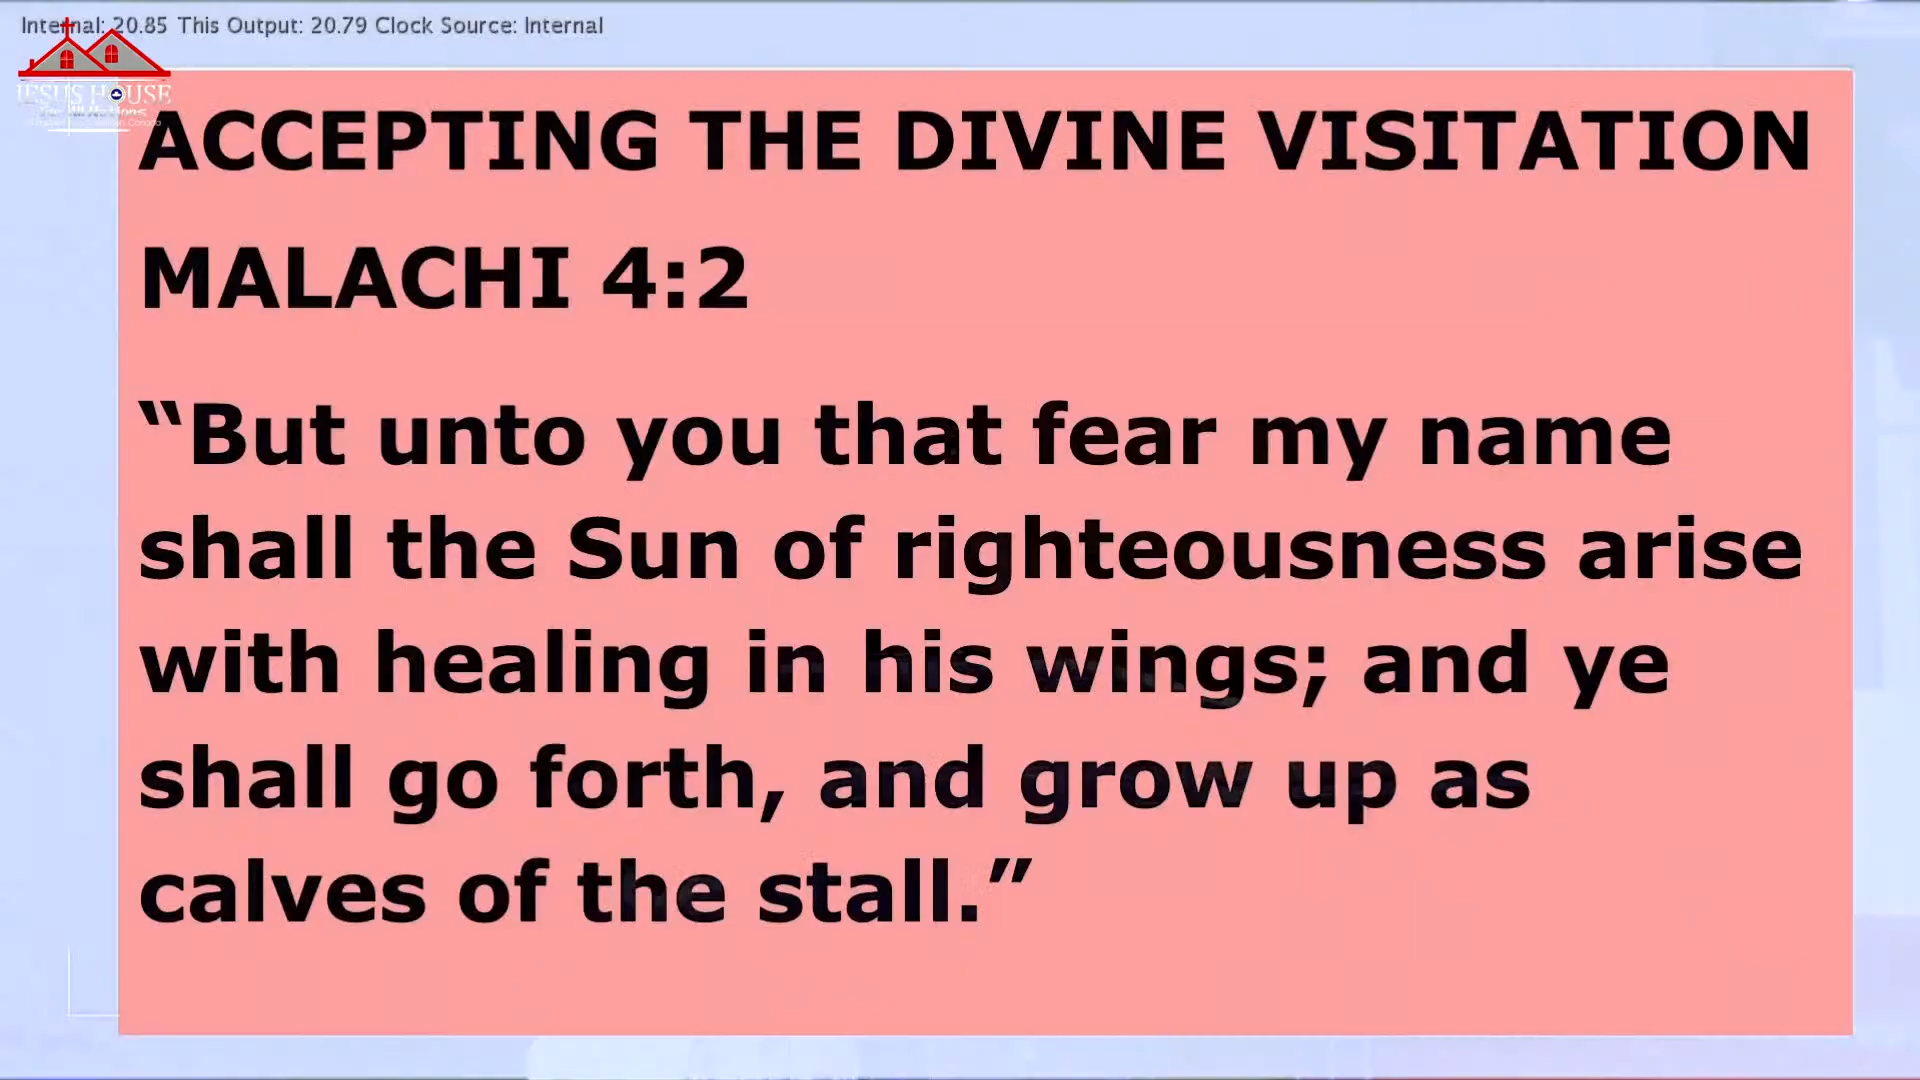 Internal: 20.85 This Output: 20.79 Clock Source: Internal
JESUS HOUSE
ACCEPTING THE DIVINE VISITATION
MALACHI 4:2
“But unto you that fear my name
shall the Sun of righteousness arise
with healing in his wings; and ye
shall go forth, and grow up as
calves of the stall.”